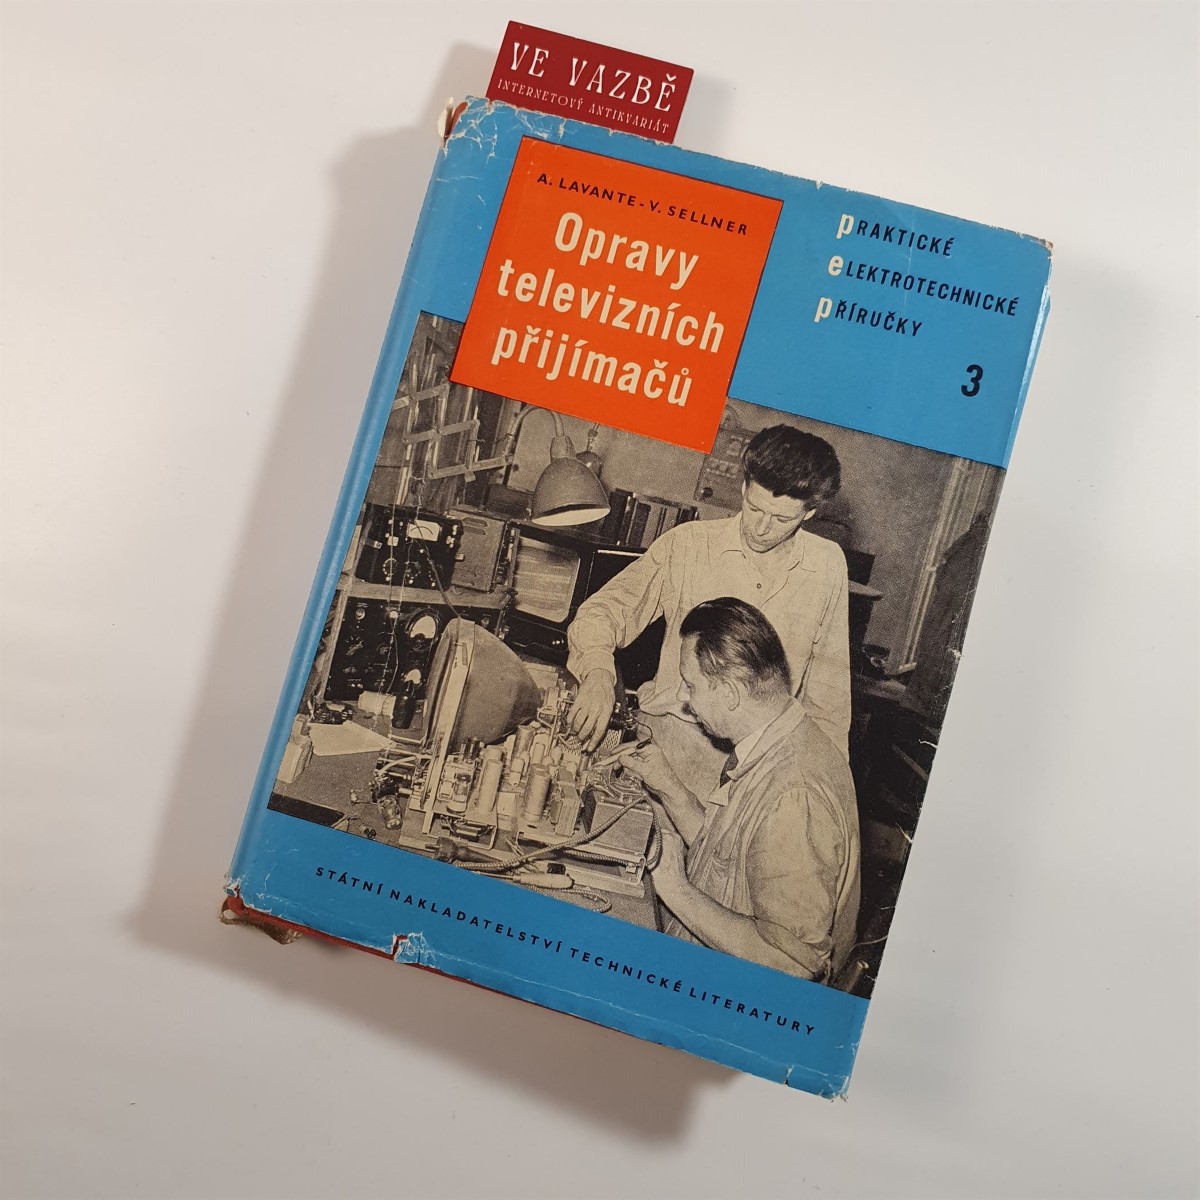 VE VAZBĚ
INTERNETOVÝ ANTIKVARIÁT
A. LAVANTE-V. SELLNER
Opravy
televizních
přijímačů
PRAKTICKÉ
ELEKTROTECHNICKÉ
PŘÍRUČKY
3
STÁTNÍ NAKLADATELSTVÍ TECHNICKÉ LITERATURY